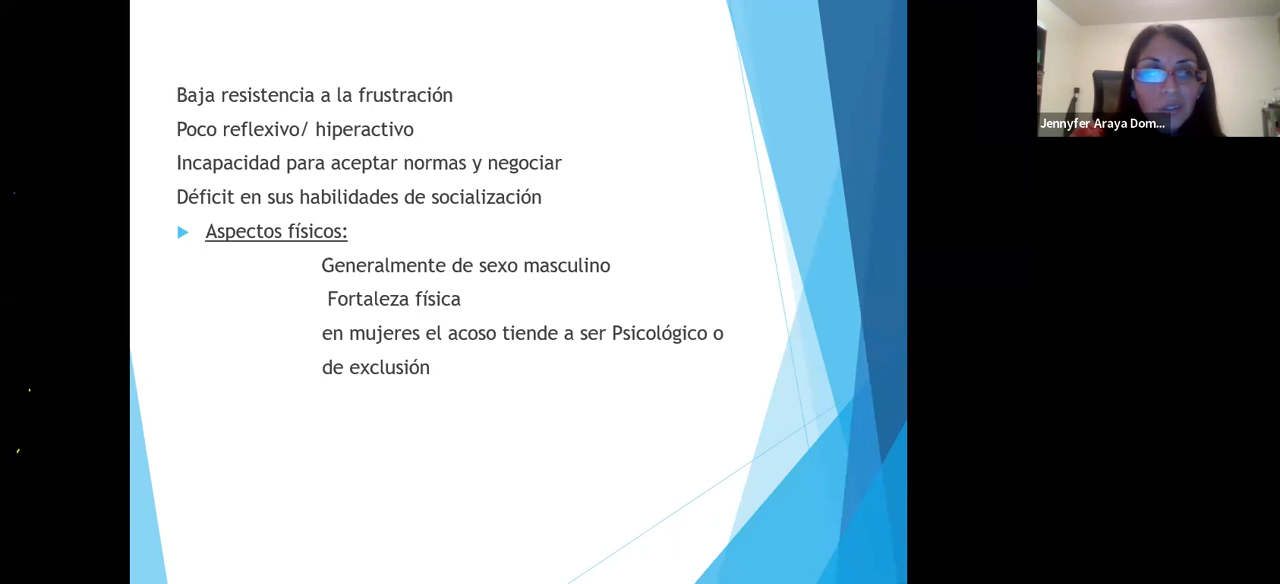 Baja resistencia a la frustración
Poco reflexivo/ hiperactivo
Incapacidad para aceptar normas y negociar
Déficit en sus habilidades de socialización
Aspectos físicos:
Generalmente de sexo masculino
Fortaleza física
en mujeres el acoso tiende a ser Psicológico o
de exclusión
Jennyfer Araya Dom...